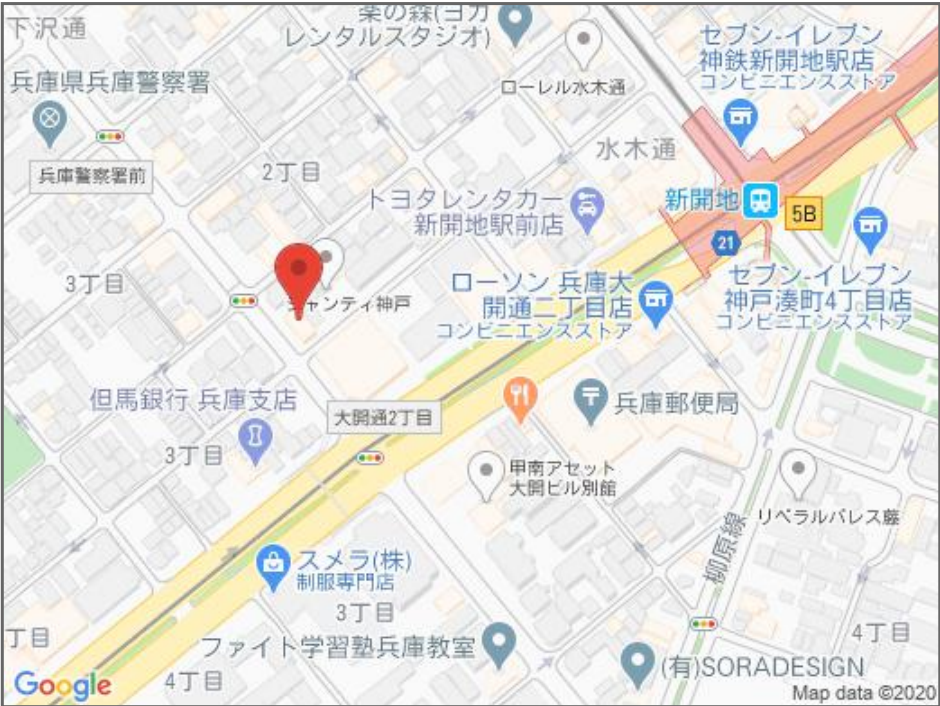 下沢通
楽の森(ヨガ
レンタルスタジオ)
セブン-イレブン
神鉄新開地駅店
コンビニエンスストア
兵庫県兵庫警察署
ローレル水木通
兵庫警察署前
2丁目
水木通
トヨタレンタカー
新開地駅前店
新開地
5B
21
3丁目
シャンティ神戸
ローソン 兵庫大
開通二丁目店
コンビニエンスストア
セブン-イレブン
神戸湊町4丁目店
コンビニエンスストア
但馬銀行 兵庫支店
大開通2丁目
兵庫郵便局
3丁目
甲南アセット
大開ビル別館
リベラルパレス藤
柳原線
スメラ(株)
制服専門店
3丁目
丁目
ファイト学習塾兵庫教室
4丁目
4丁目
(有)SORADESIGN
Google
Map data ©2020